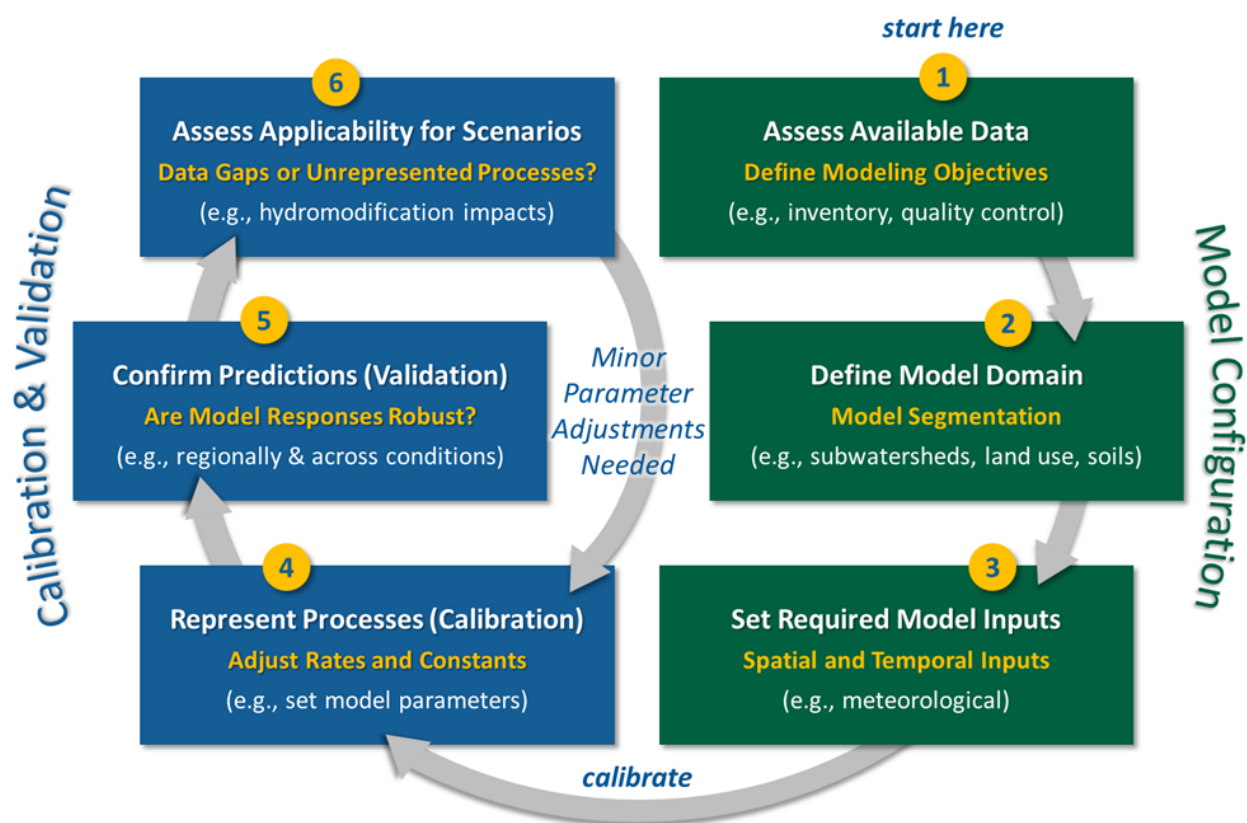 start here
1
Assess Available Data
Define Modeling Objectives
(e.g., inventory, quality control)
2
Define Model Domain
Model Segmentation
(e.g., subwatersheds, land use, soils)
3
Set Required Model Inputs
Spatial and Temporal Inputs
(e.g., meteorological)
Model Configuration
calibrate
4
Represent Processes (Calibration)
Adjust Rates and Constants
(e.g., set model parameters)
5
Confirm Predictions (Validation)
Are Model Responses Robust?
(e.g., regionally & across conditions)
6
Assess Applicability for Scenarios
Data Gaps or Unrepresented Processes?
(e.g., hydromodification impacts)
Minor
Parameter
Adjustments
Needed
Calibration & Validation